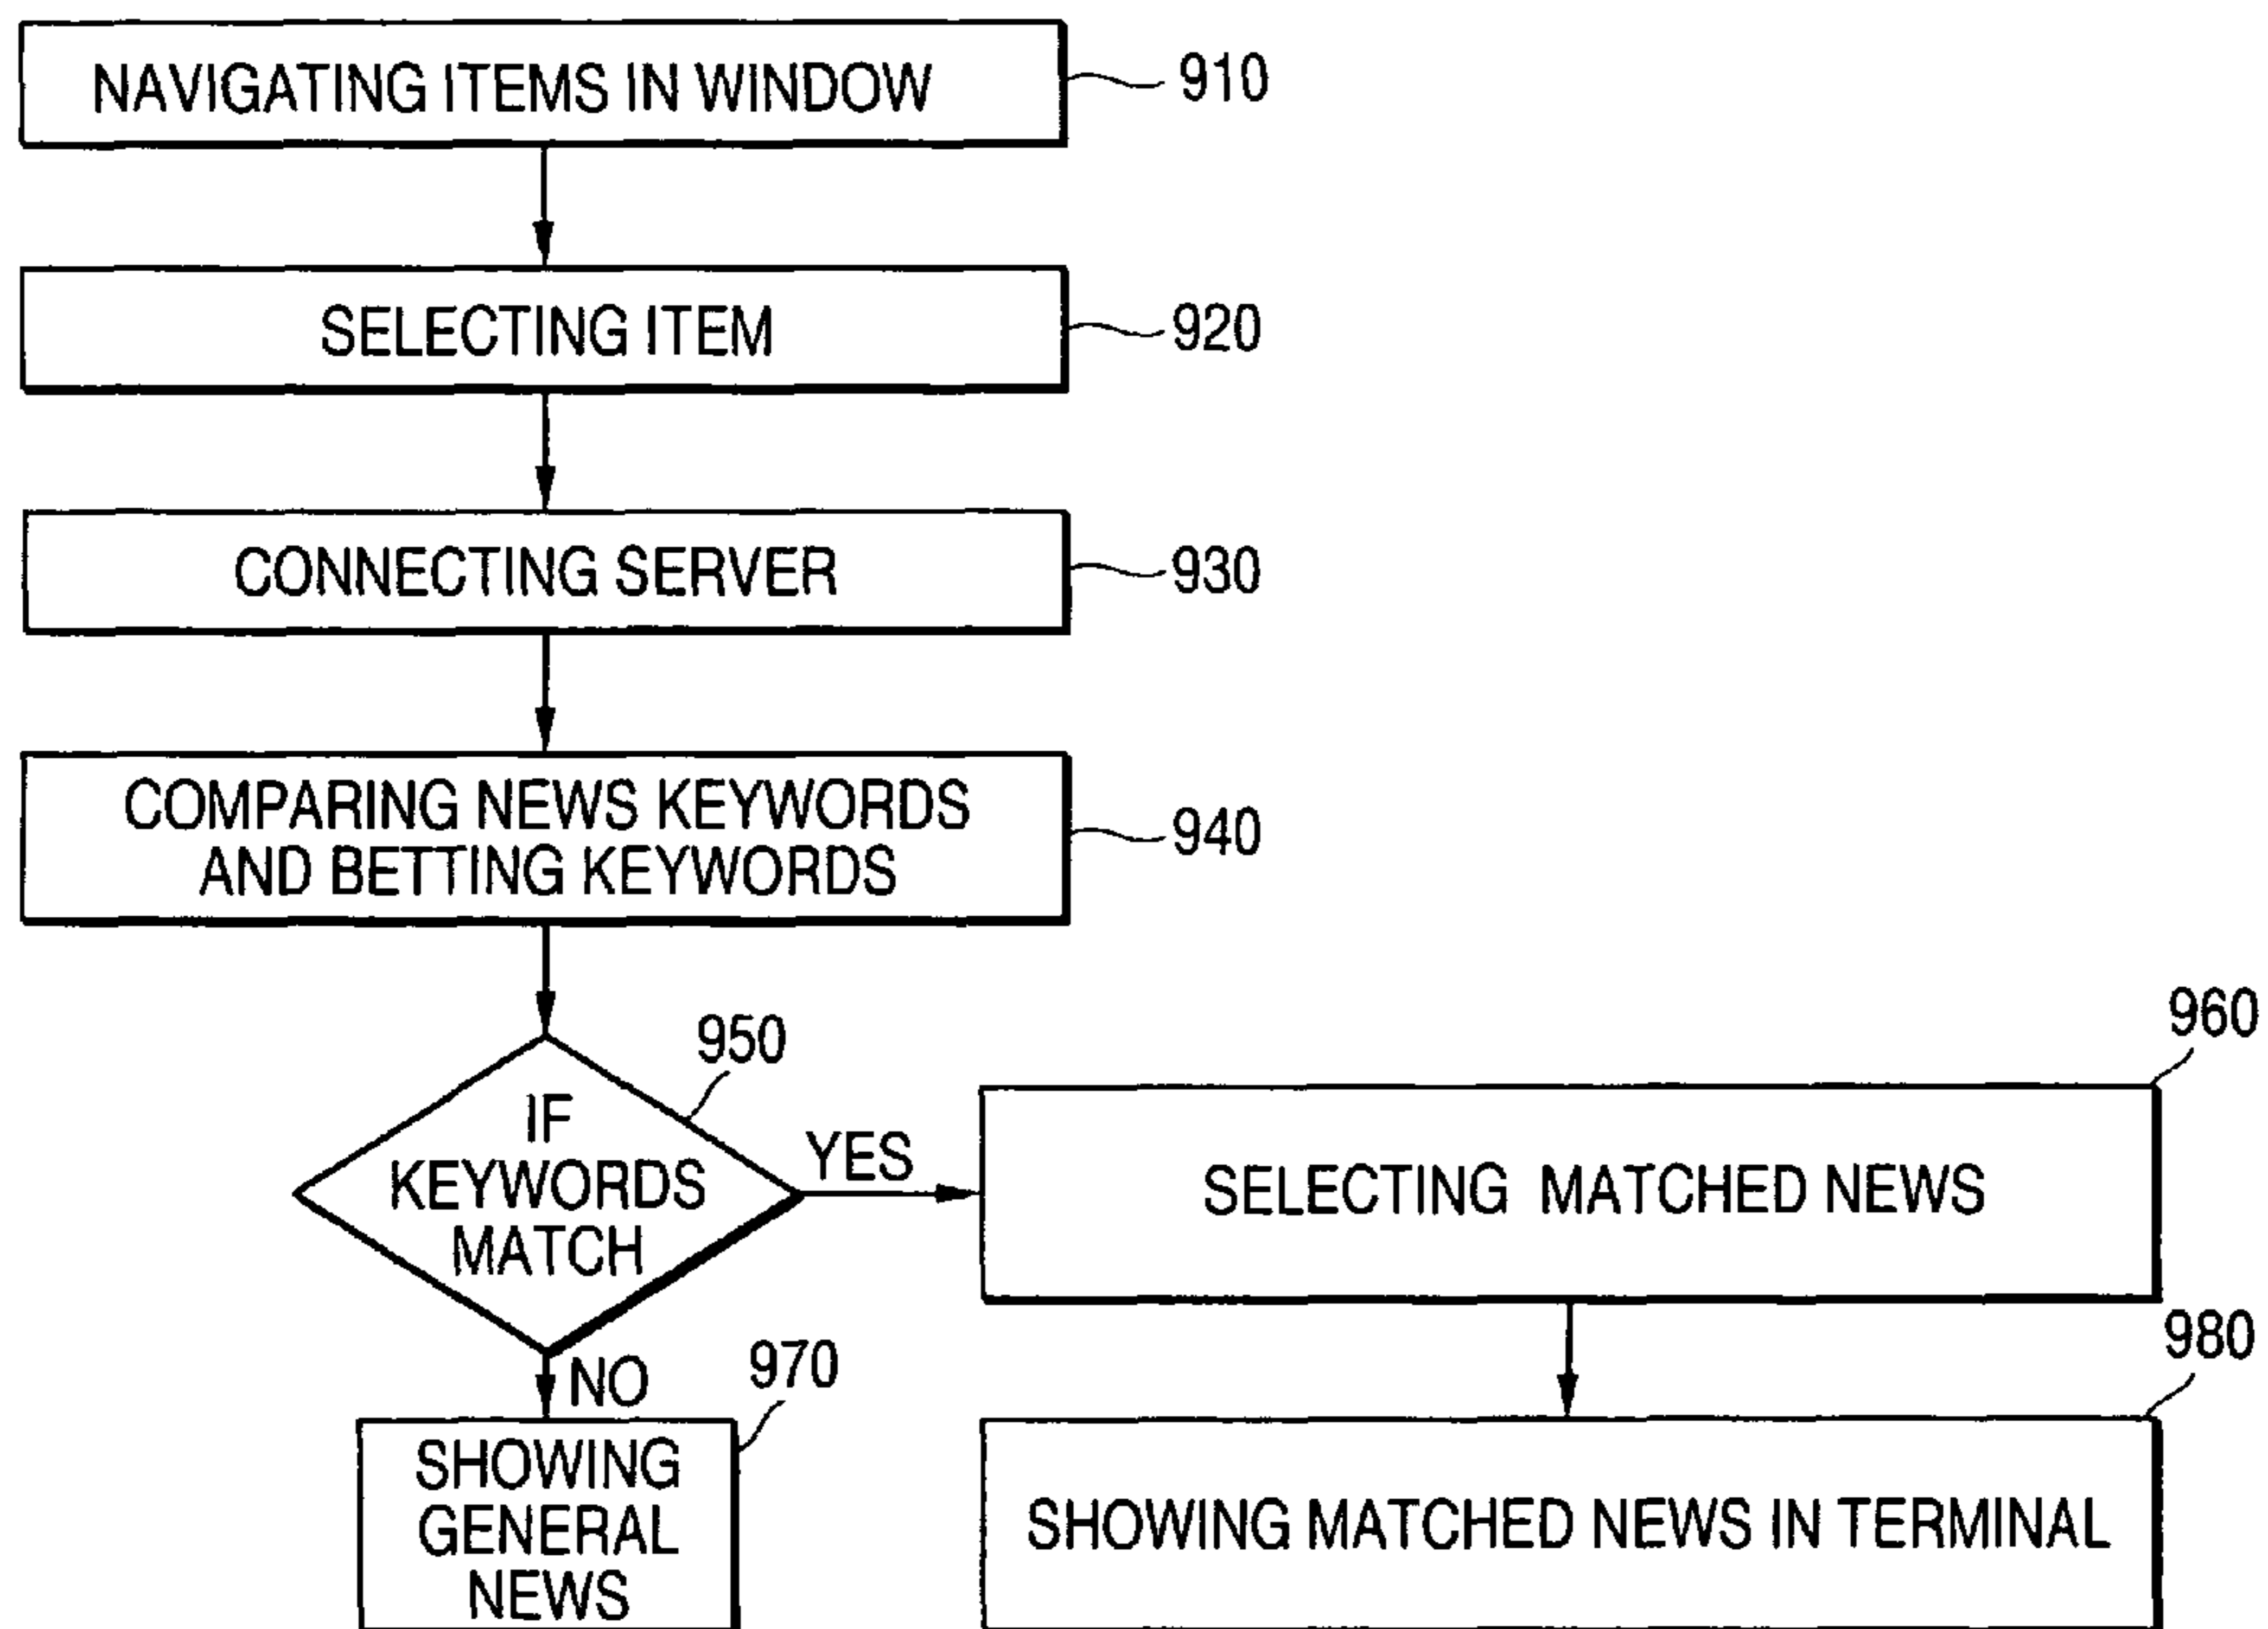 NAVIGATING ITEMS IN WINDOW
910
SELECTING ITEM
920
CONNECTING SERVER
930
COMPARING NEWS KEYWORDS
AND BETTING KEYWORDS
940
950
IF
KEYWORDS
MATCH
YES
960
SELECTING MATCHED NEWS
NO
970
SHOWING
GENERAL
NEWS
980
SHOWING MATCHED NEWS IN TERMINAL